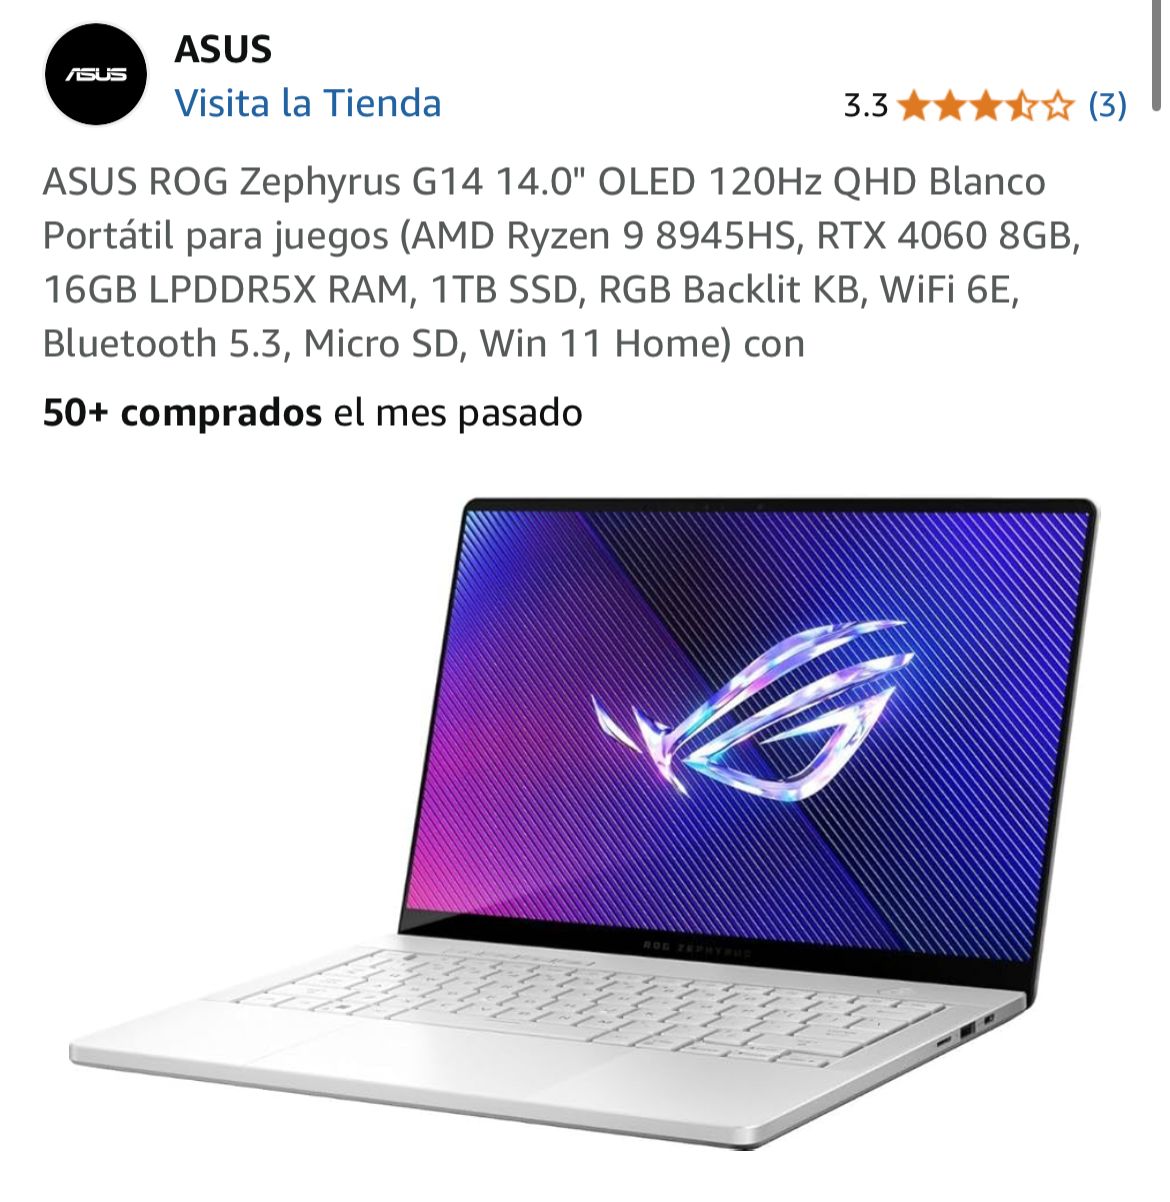 ASUS
ASUS
Visita la Tienda
3.3 (3)
ASUS ROG Zephyrus G14 14.0" OLED 120Hz QHD Blanco
Portátil para juegos (AMD Ryzen 9 8945HS, RTX 4060 8GB,
16GB LPDDR5X RAM, 1TB SSD, RGB Backlit KB, WiFi 6E,
Bluetooth 5.3, Micro SD, Win 11 Home) con
50+ comprados el mes pasado
ROG ZEPHYRUS